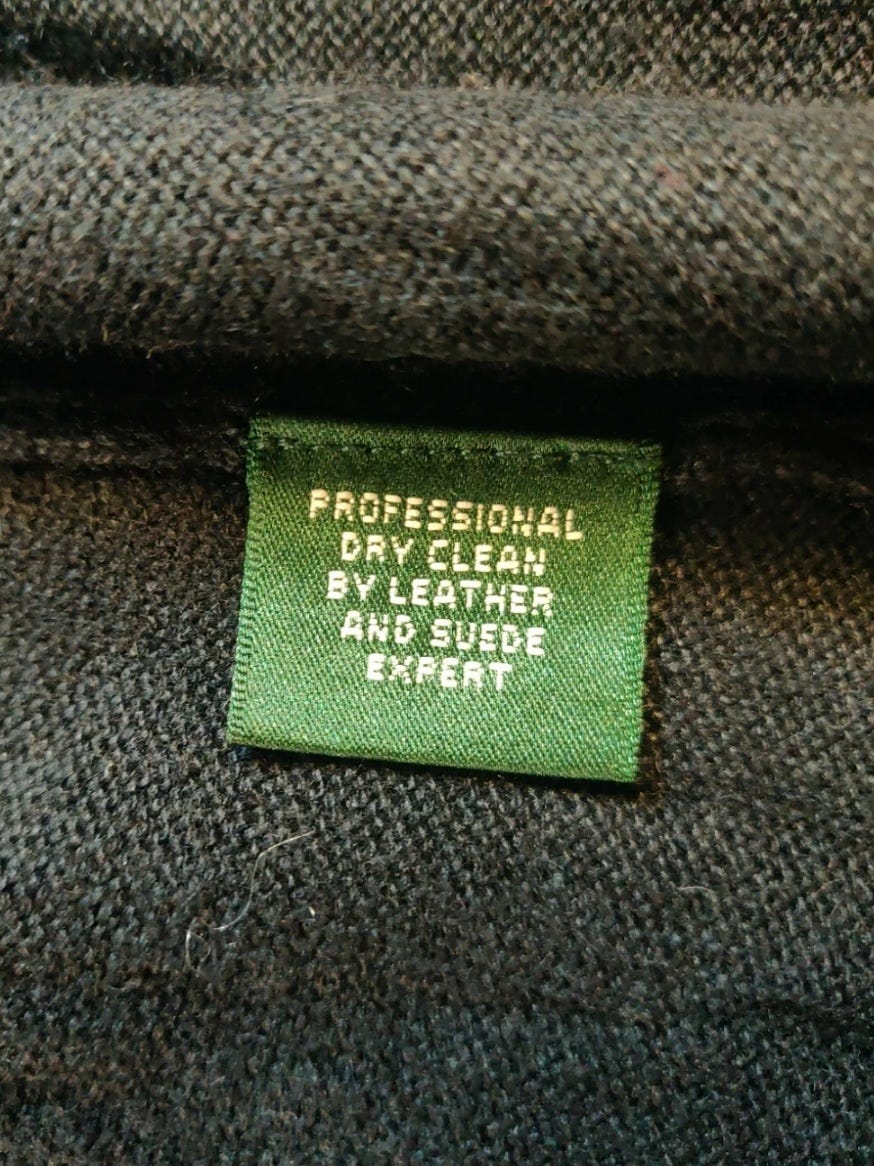 PROFESSIONAL
DRY CLEAN
BY LEATHER
AND SUEDE
EXPERT